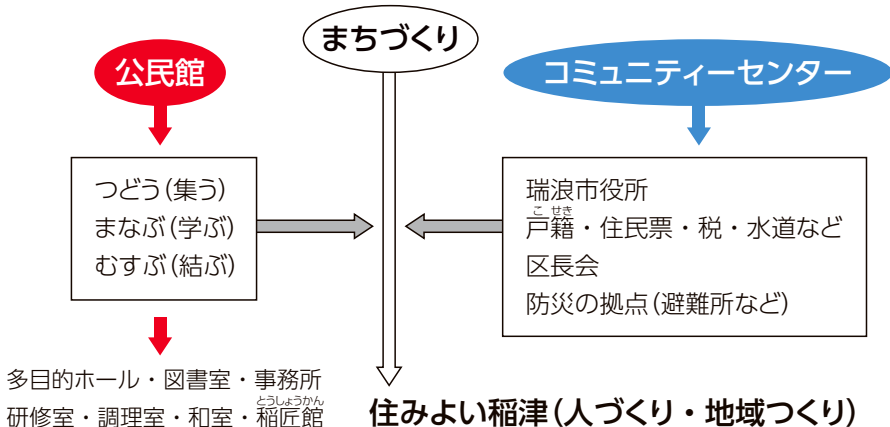 まちづくり
公民館
コミュニティーセンター
つどう(集う)
まなぶ(学ぶ)
むすぶ(結ぶ)
瑞浪市役所
こせき
戸籍・住民票・税・水道など
区長会
防災の拠点(避難所など)
多目的ホール・図書室・事務所
とうしょうかん
研修室・調理室・和室・稲匠館
住みよい稲津(人づくり・地域つくり)